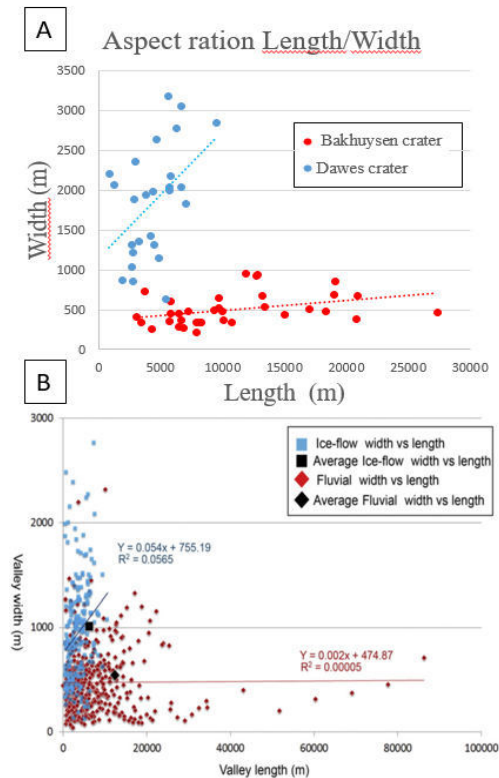 A
Aspect ration Length/Width
3500
3000
2500
2000
1500
1000
500
0
Width (m)
Bakhuysen crater
Dawes crater
0 5000 10000 15000 20000 25000 30000
Length (m)
B
3000
2000
1000
0
Valley width (m)
Ice-flow width vs length
Average Ice-flow width vs length
Fluvial width vs length
Average Fluvial width vs length
Y = 0.054x + 755.19
R² = 0.0565
Y = 0.002x + 474.87
R² = 0.00005
0 20000 40000 60000 80000 100000
Valley length (m)